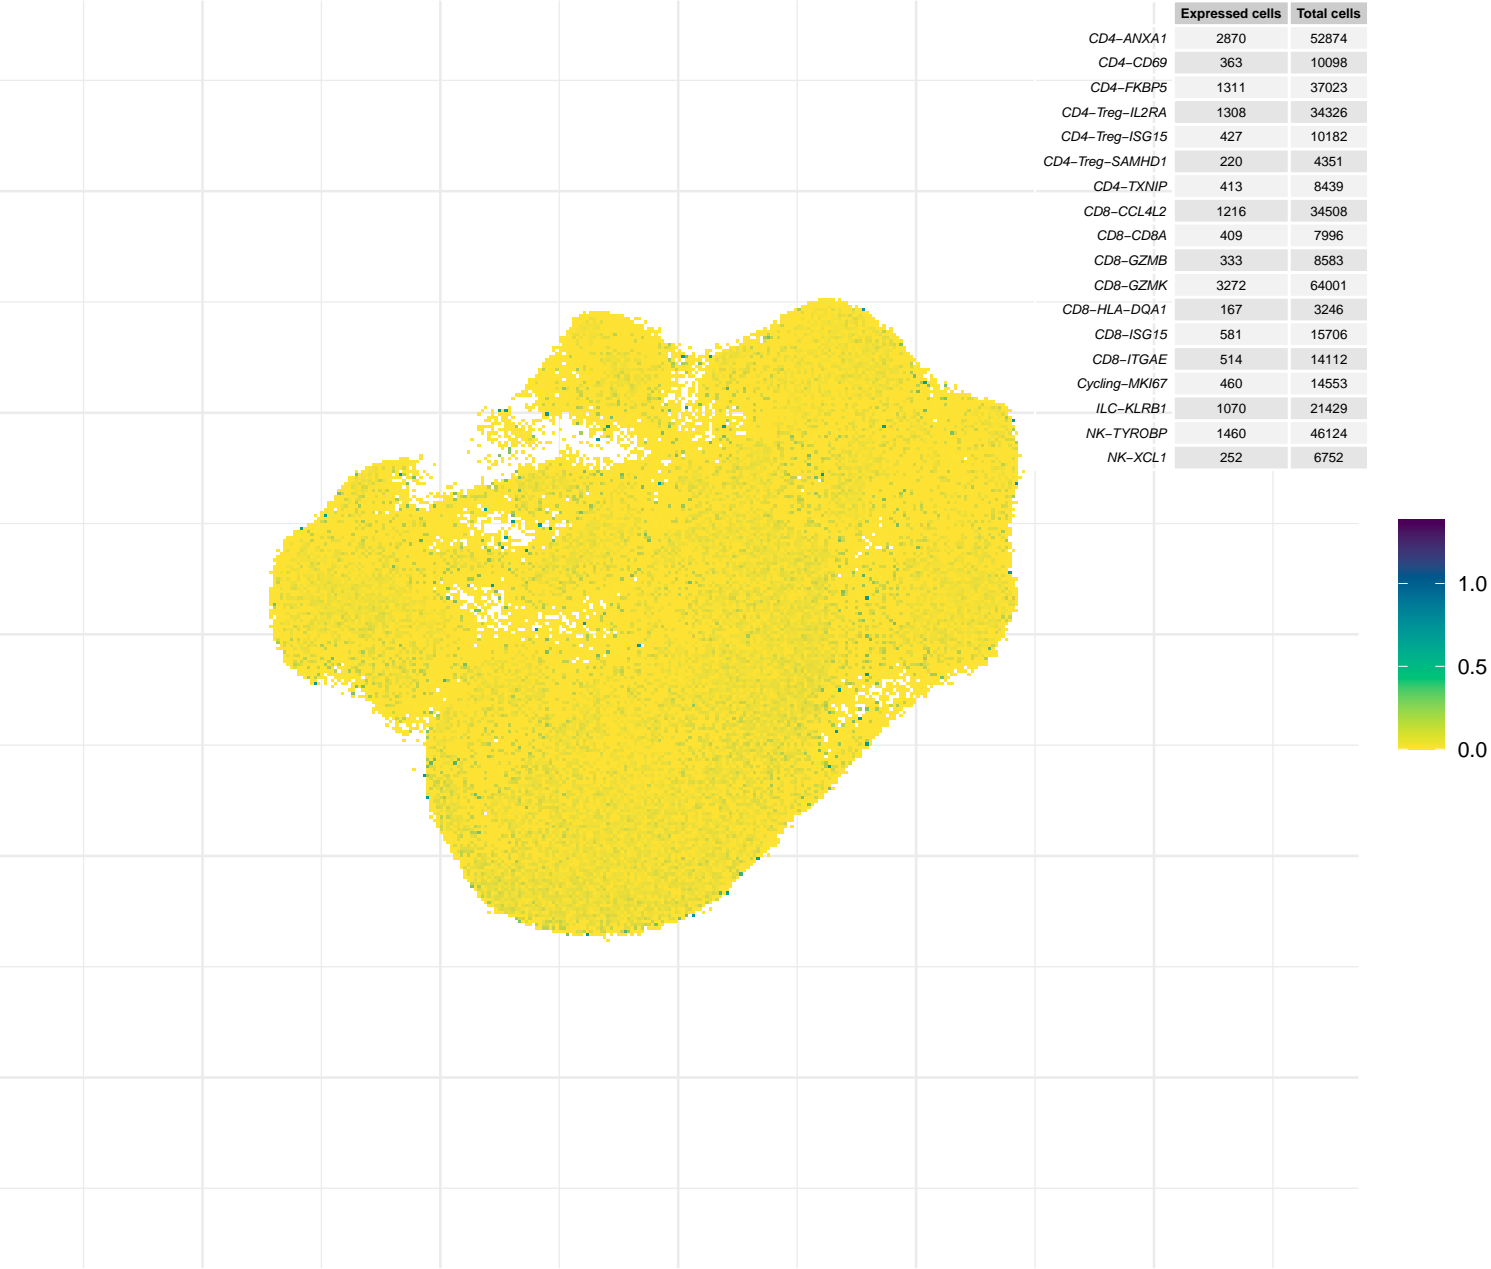 Expressed cells Total cells
CD4−ANXA1 2870 52874
CD4−CD69 363 10098
CD4−FKBP5 1311 37023
CD4−Treg−IL2RA 1308 34326
CD4−Treg−ISG15 427 10182
CD4−Treg−SAMHD1 220 4351
CD4−TXNIP 413 8439
CD8−CCL4L2 1216 34508
CD8−CD8A 409 7996
CD8−GZMB 333 8583
CD8−GZMK 3272 64001
CD8−HLA−DQA1 167 3246
CD8−ISG15 581 15706
CD8−ITGAE 514 14112
Cycling−MKI67 460 14553
ILC−KLRB1 1070 21429
NK−TYROBP 1460 46124
NK−XCL1 252 6752
1.0
0.5
0.0